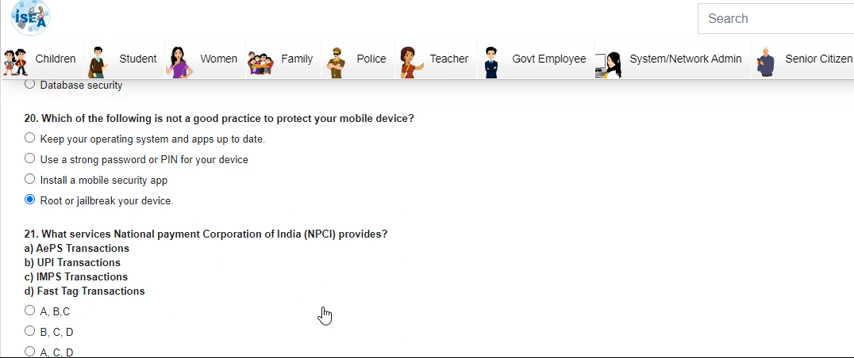 ISEA
Search
Children Student Women Family Police Teacher Govt Employee System/Network Admin Senior Citizen
Database security
20. Which of the following is not a good practice to protect your mobile device?
Keep your operating system and apps up to date.
Use a strong password or PIN for your device
Install a mobile security app
Root or jailbreak your device.
21. What services National payment Corporation of India (NPCI) provides?
a) AePS Transactions
b) UPI Transactions
c) IMPS Transactions
d) Fast Tag Transactions
A, B,C
B, C, D
A, C, D